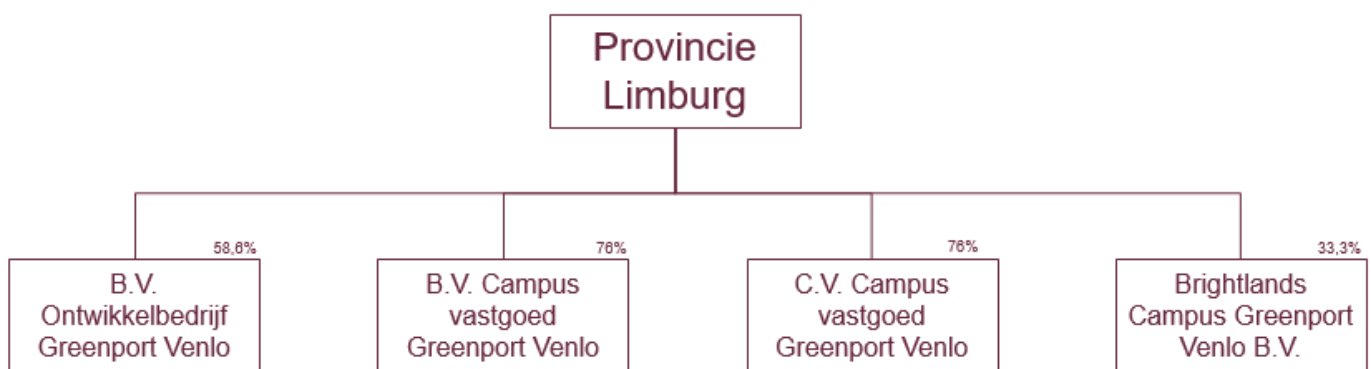 Provincie
Limburg
58,6%
76%
76%
33,3%
B.V.
Ontwikkelbedrijf
Greenport Venlo
B.V. Campus
vastgoed
Greenport Venlo
C.V. Campus
vastgoed
Greenport Venlo
Brightlands
Campus Greenport
Venlo B.V.